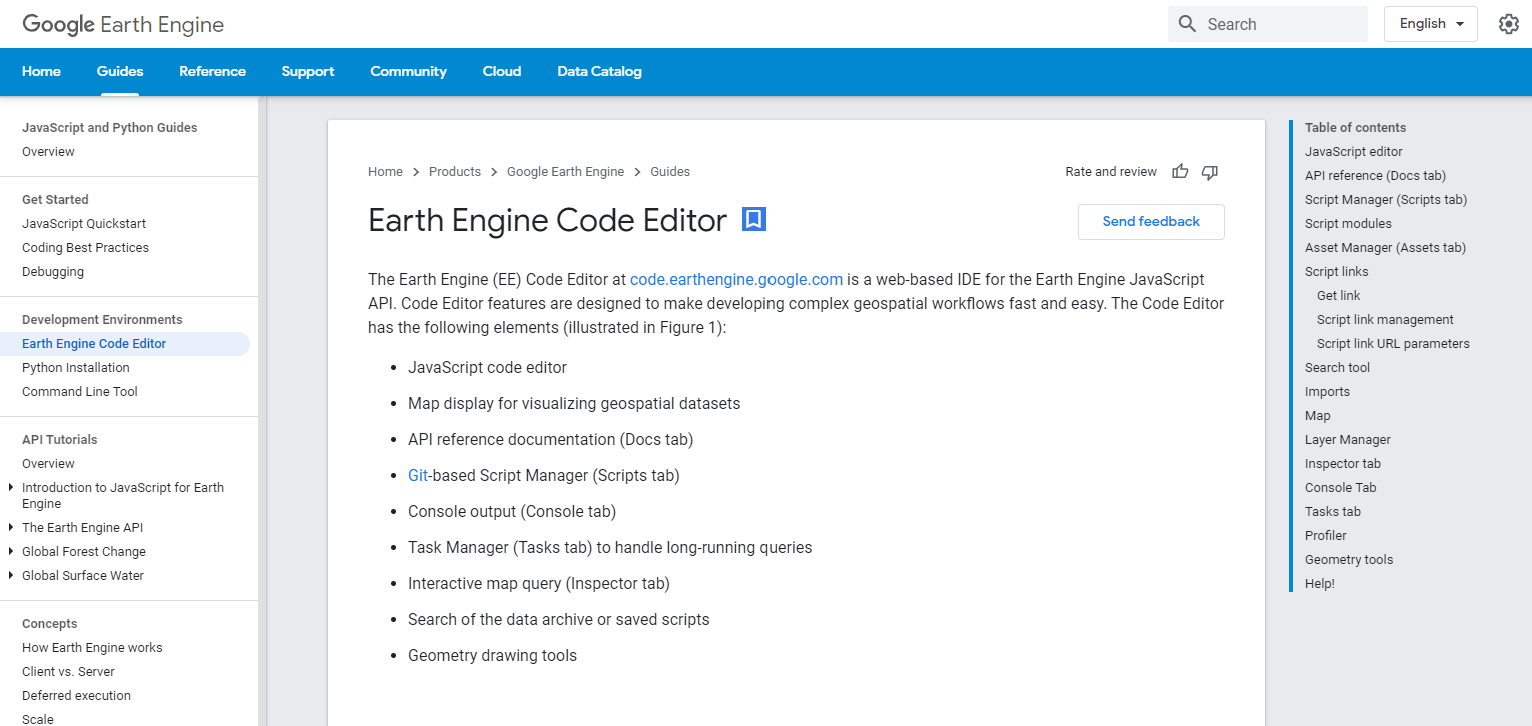 Google Earth Engine
Search
English
Home
Guides
Reference
Support
Community
Cloud
Data Catalog
JavaScript and Python Guides
Overview
Get Started
JavaScript Quickstart
Coding Best Practices
Debugging
Development Environments
Earth Engine Code Editor
Python Installation
Command Line Tool
API Tutorials
Overview
Introduction to JavaScript for Earth
Engine
The Earth Engine API
Global Forest Change
Global Surface Water
Concepts
How Earth Engine works
Client vs. Server
Deferred execution
Scale
Home > Products > Google Earth Engine > Guides
Rate and review
Earth Engine Code Editor
Send feedback
The Earth Engine (EE) Code Editor at code.earthengine.google.com is a web-based IDE for the Earth Engine JavaScript
API. Code Editor features are designed to make developing complex geospatial workflows fast and easy. The Code Editor
has the following elements (illustrated in Figure 1):
• JavaScript code editor
• Map display for visualizing geospatial datasets
• API reference documentation (Docs tab)
• Git-based Script Manager (Scripts tab)
• Console output (Console tab)
• Task Manager (Tasks tab) to handle long-running queries
• Interactive map query (Inspector tab)
• Search of the data archive or saved scripts
• Geometry drawing tools
Table of contents
JavaScript editor
API reference (Docs tab)
Script Manager (Scripts tab)
Script modules
Asset Manager (Assets tab)
Script links
Get link
Script link management
Script link URL parameters
Search tool
Imports
Map
Layer Manager
Inspector tab
Console Tab
Tasks tab
Profiler
Geometry tools
Help!